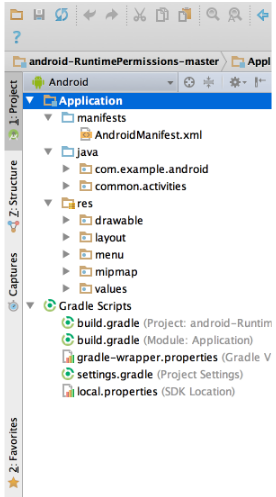 ?
android-RuntimePermissions-master
Appl
Android
1: Project
Application
manifests
AndroidManifest.xml
java
com.example.android
common.activities
res
drawable
layout
menu
mipmap
values
Gradle Scripts
build.gradle (Project: android-Runtim
build.gradle (Module: Application)
gradle-wrapper.properties (Gradle V
settings.gradle (Project Settings)
local.properties (SDK Location)
Z: Structure
Captures
2: Favorites